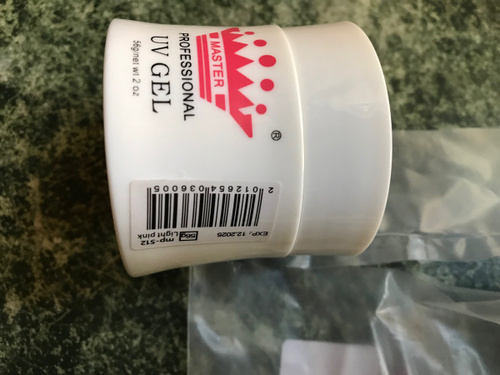 ®
MASTER
PROFESSIONAL
UV GEL
56g/net wt 2 oz
EXP: 12.2025
2 012654 036005
56g
Light pink
mp-512